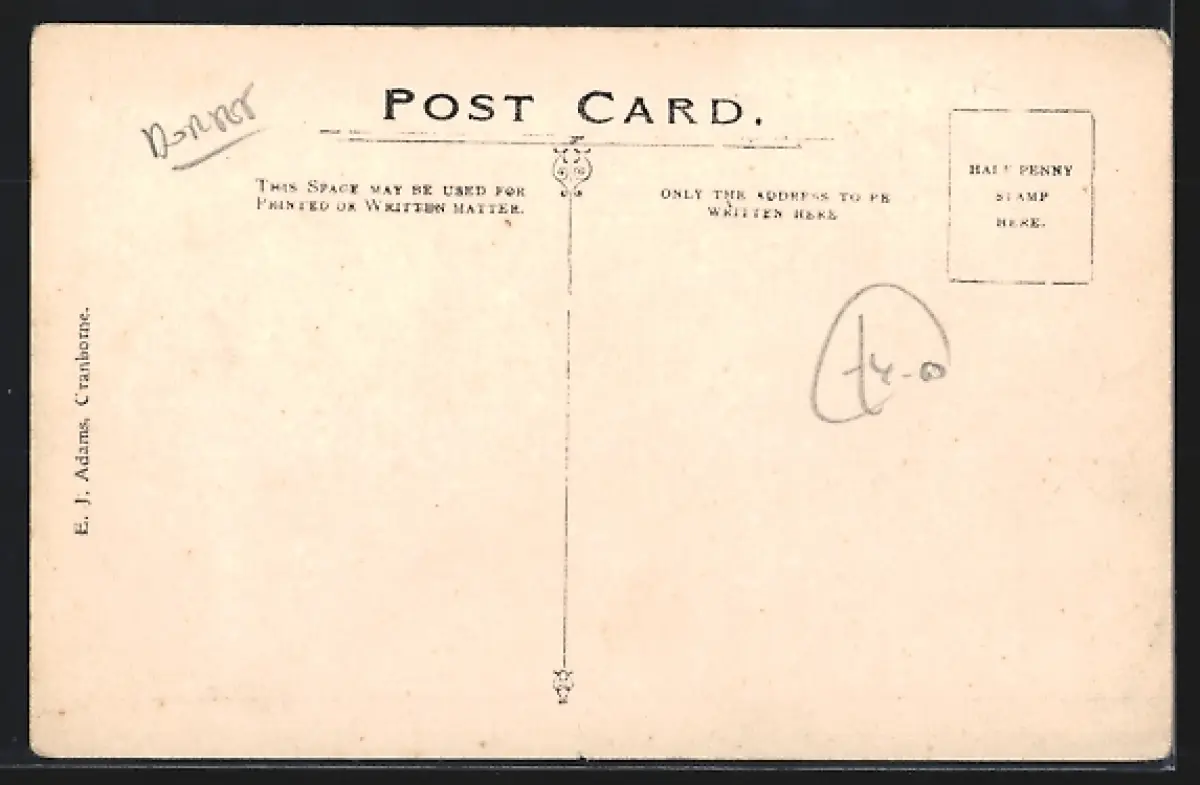 POST CARD.
DORSET
THIS SPACE MAY BE USED FOR
PRINTED OR WRITTEN MATTER.
ONLY THE ADDRESS TO BE
WRITTEN HERE
HALF PENNY
STAMP
HERE.
E. J. Adams, Cranborne.